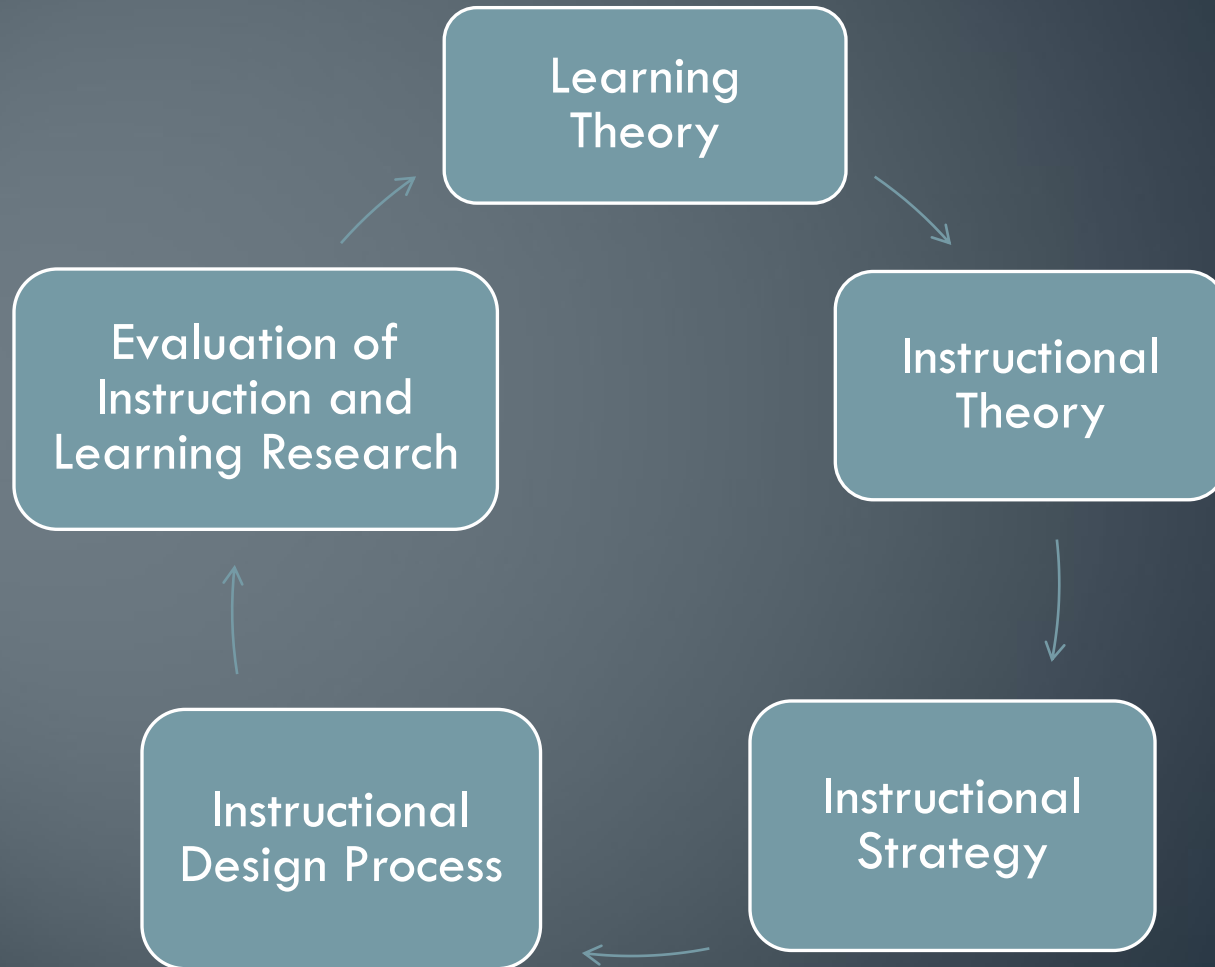 Learning
Theory
Instructional
Theory
Instructional
Strategy
Instructional
Design Process
Evaluation of
Instruction and
Learning Research